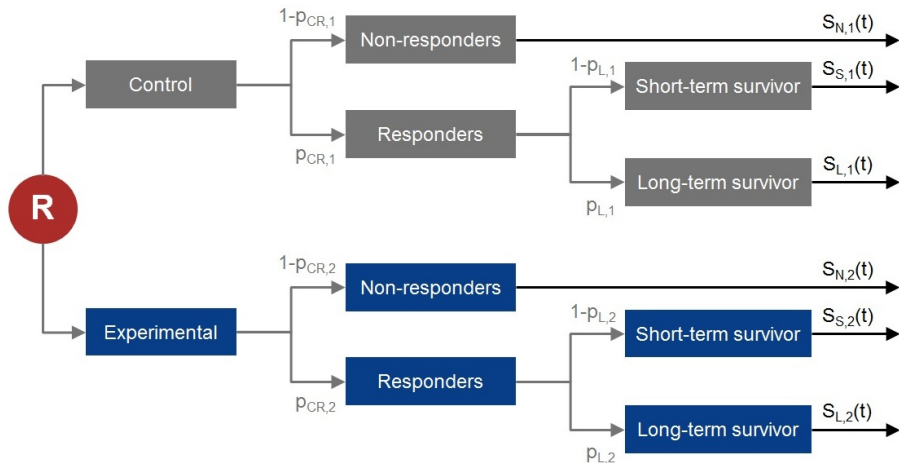 1-pCR,1
Non-responders
SN,1(t)
Control
1-pL,1
Short-term survivor
SS,1(t)
pCR,1
Responders
pL,1
Long-term survivor
SL,1(t)
R
1-pCR,2
Non-responders
SN,2(t)
Experimental
1-pL,2
Short-term survivor
SS,2(t)
pCR,2
Responders
pL,2
Long-term survivor
SL,2(t)